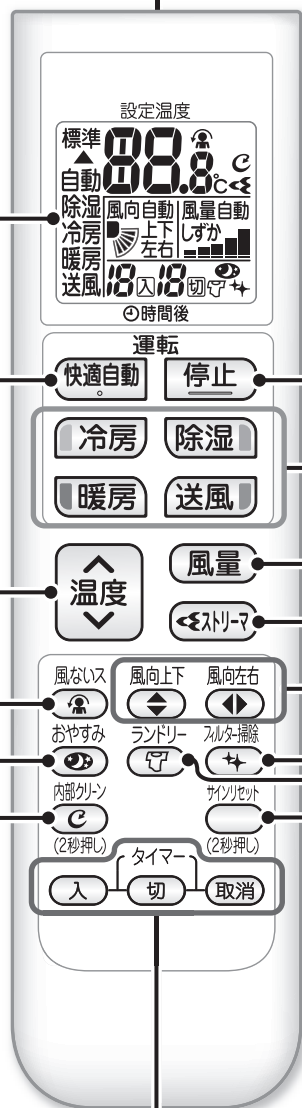 設定温度
標準 88.8℃
自動
除湿 風向自動 風量自動
冷房 上下 しずか
暖房 左右
送風 18入 18切
時間後
運転
快適自動 停止
冷房 除湿
暖房 送風
温度 風量
ストリーマ
風ないス 風向上下 風向左右
おやすみ ランドリー フィルター掃除
内部クリーン サインリセット
(2秒押し) (2秒押し)
タイマー
入 切 取消